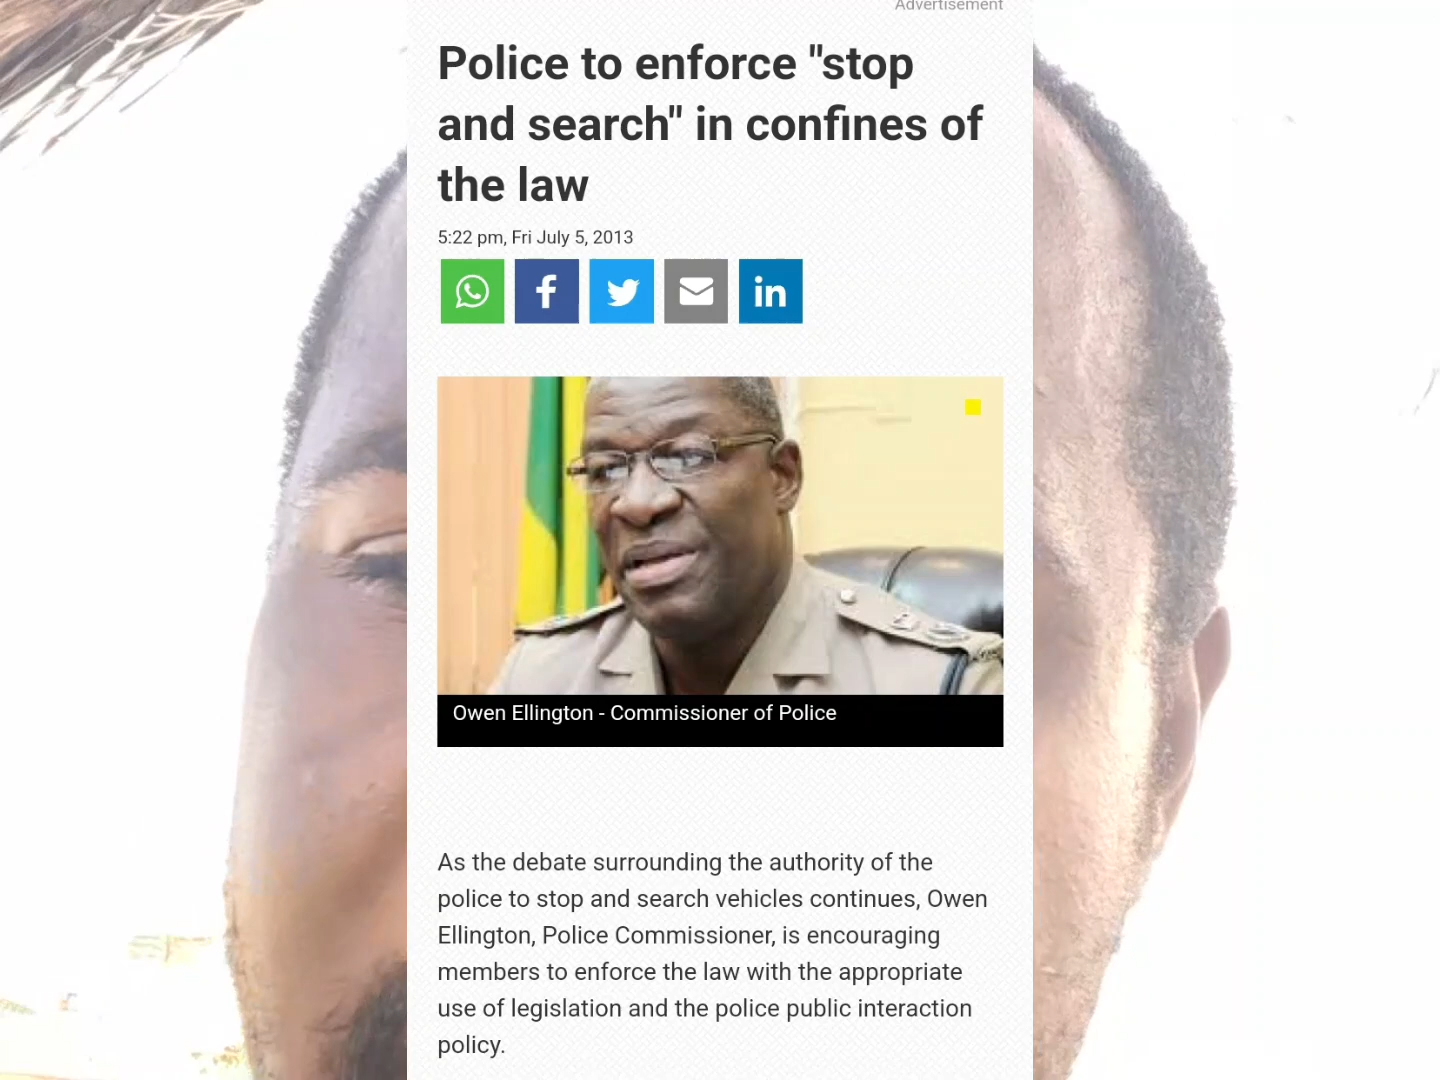 Advertisement
Police to enforce "stop
and search" in confines of
the law
5:22 pm, Fri July 5, 2013
f
in
Owen Ellington - Commissioner of Police
As the debate surrounding the authority of the
police to stop and search vehicles continues, Owen
Ellington, Police Commissioner, is encouraging
members to enforce the law with the appropriate
use of legislation and the police public interaction
policy.